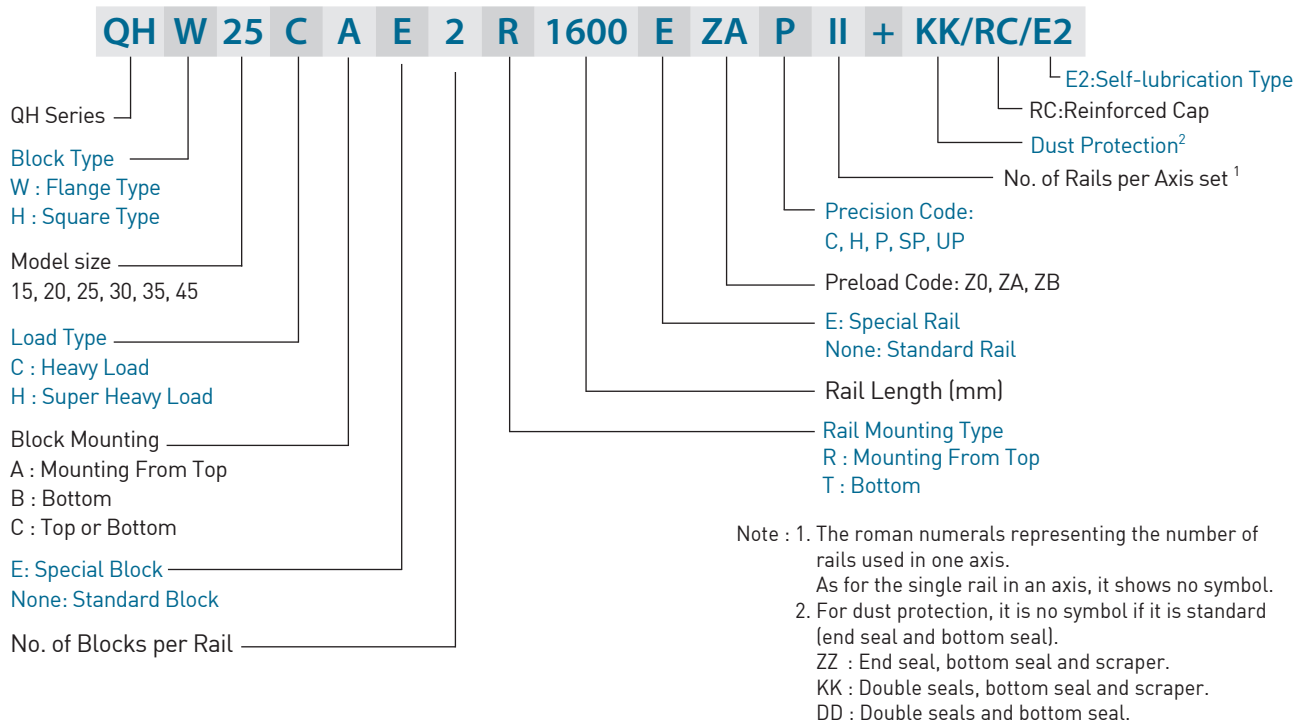 QH W 25 C A E 2 R 1600 E ZA P II + KK/RC/E2
QH Series
Block Type
W : Flange Type
H : Square Type
Model size
15, 20, 25, 30, 35, 45
Load Type
C : Heavy Load
H : Super Heavy Load
Block Mounting
A : Mounting From Top
B : Bottom
C : Top or Bottom
E: Special Block
None: Standard Block
No. of Blocks per Rail
E2:Self-lubrication Type
RC:Reinforced Cap
Dust Protection2
No. of Rails per Axis set 1
Precision Code:
C, H, P, SP, UP
Preload Code: Z0, ZA, ZB
E: Special Rail
None: Standard Rail
Rail Length (mm)
Rail Mounting Type
R : Mounting From Top
T : Bottom
Note : 1. The roman numerals representing the number of
rails used in one axis.
As for the single rail in an axis, it shows no symbol.
2. For dust protection, it is no symbol if it is standard
(end seal and bottom seal).
ZZ : End seal, bottom seal and scraper.
KK : Double seals, bottom seal and scraper.
DD : Double seals and bottom seal.